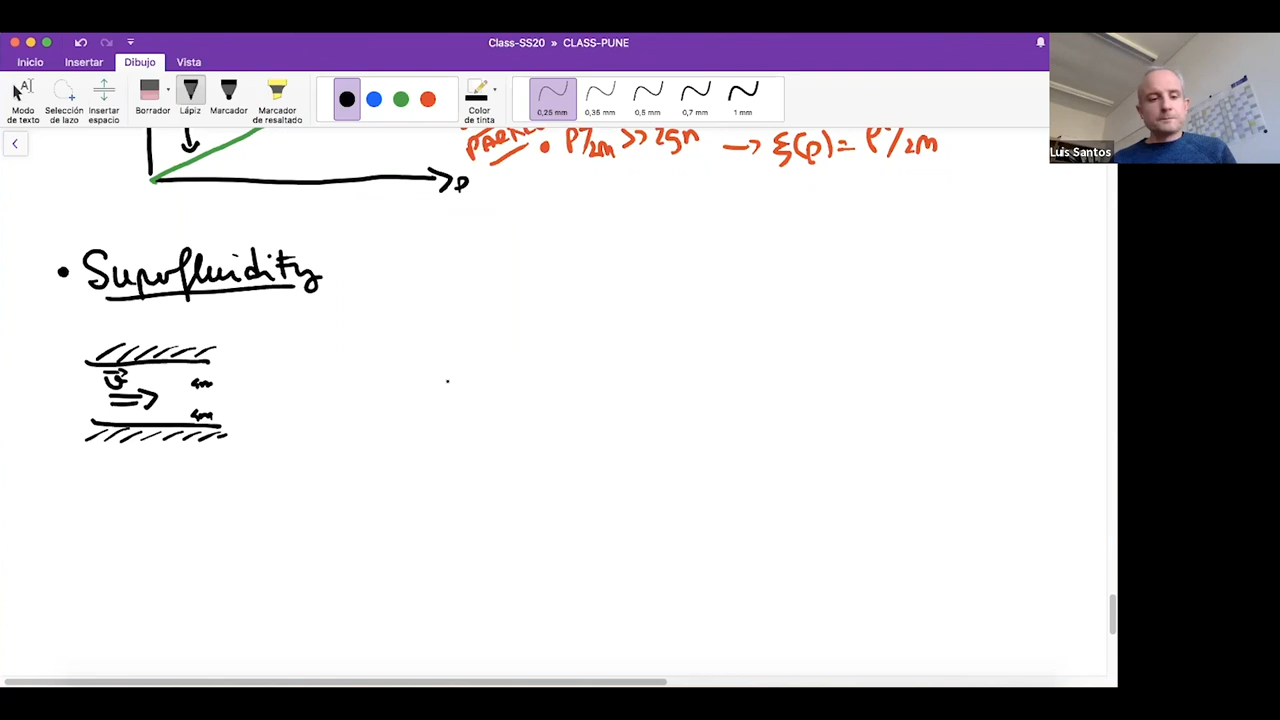 Class-SS20 » CLASS-PUNE
Inicio Insertar Dibujo Vista
Modo de texto
Selección de lazo
Insertar espacio
Borrador
Lápiz
Marcador
Marcador de resaltado
Color de tinta
0,25 mm
0,35 mm
0,5 mm
0,7 mm
1 mm
Luis Santos
• P²/2m >> 2gn → ξ(p) = P²/2m
P
• Superfluidity
v